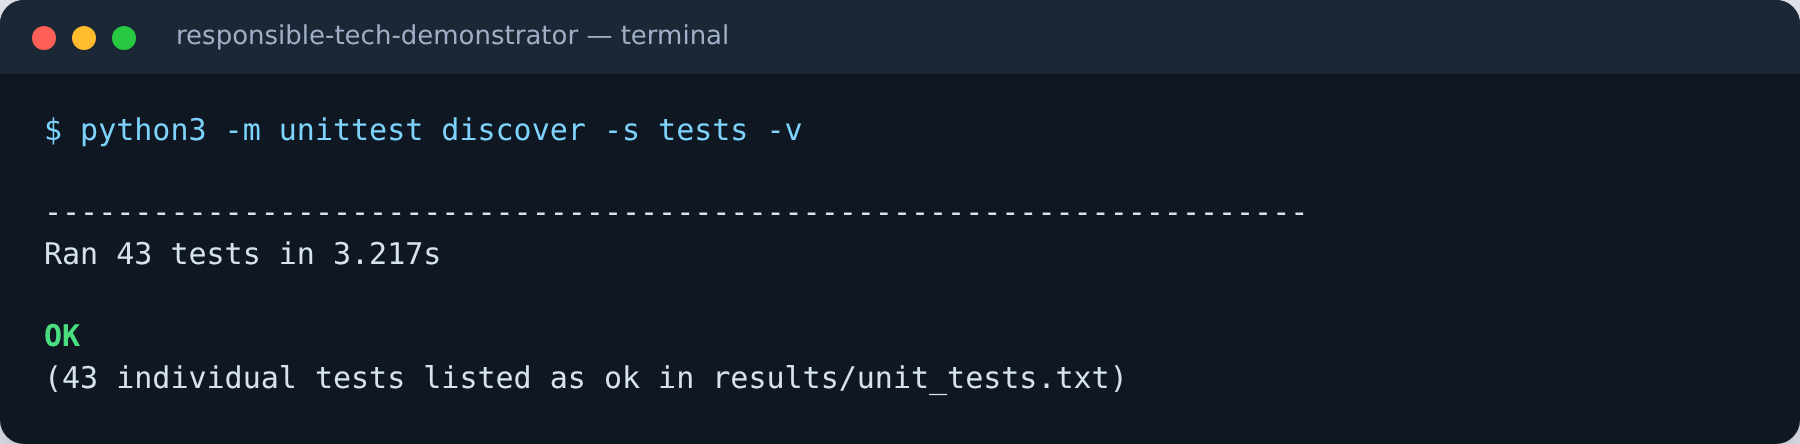 responsible-tech-demonstrator — terminal
$ python3 -m unittest discover -s tests -v
----------------------------------------------------------------------
Ran 43 tests in 3.217s
OK
(43 individual tests listed as ok in results/unit_tests.txt)